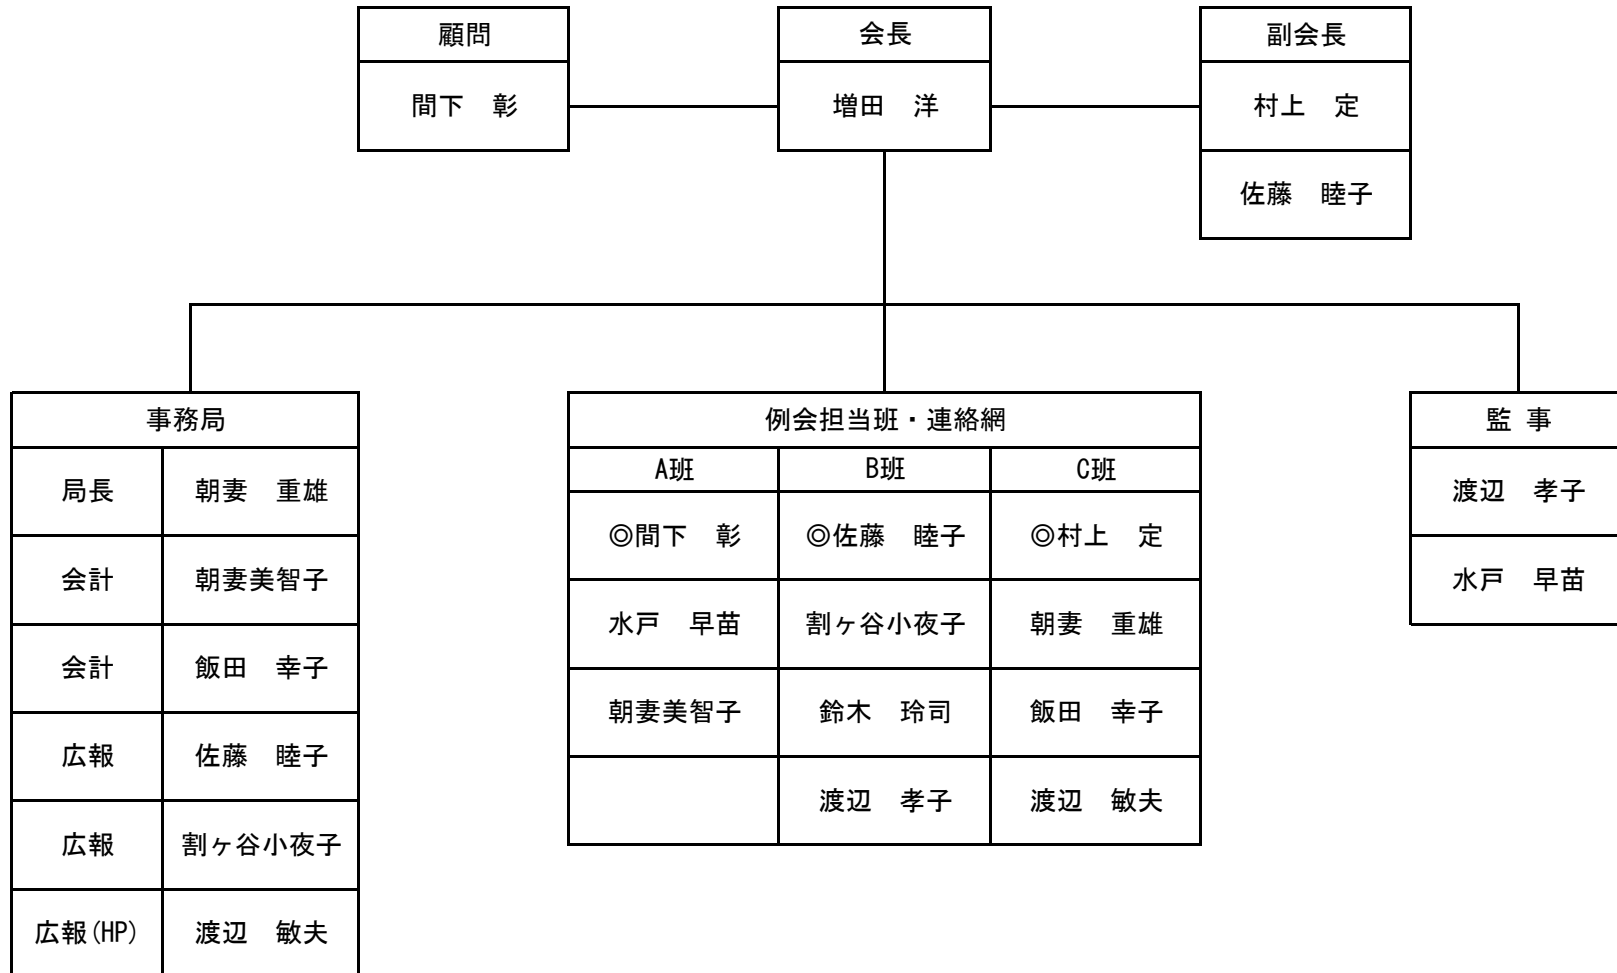 顧問 会長 副会長
間下　彰 増田　洋 村上　定
佐藤　睦子
事務局 例会担当班・連絡網 監 事
A班 B班 C班
局長 朝妻　重雄
会計 朝妻美智子
会計 飯田　幸子
広報 佐藤　睦子
広報 割ヶ谷小夜子
広報(HP) 渡辺　敏夫
◎間下　彰 ◎佐藤　睦子 ◎村上　定
水戸　早苗 割ヶ谷小夜子 朝妻　重雄
朝妻美智子 鈴木　玲司 飯田　幸子
渡辺　孝子 渡辺　敏夫
渡辺　孝子
水戸　早苗